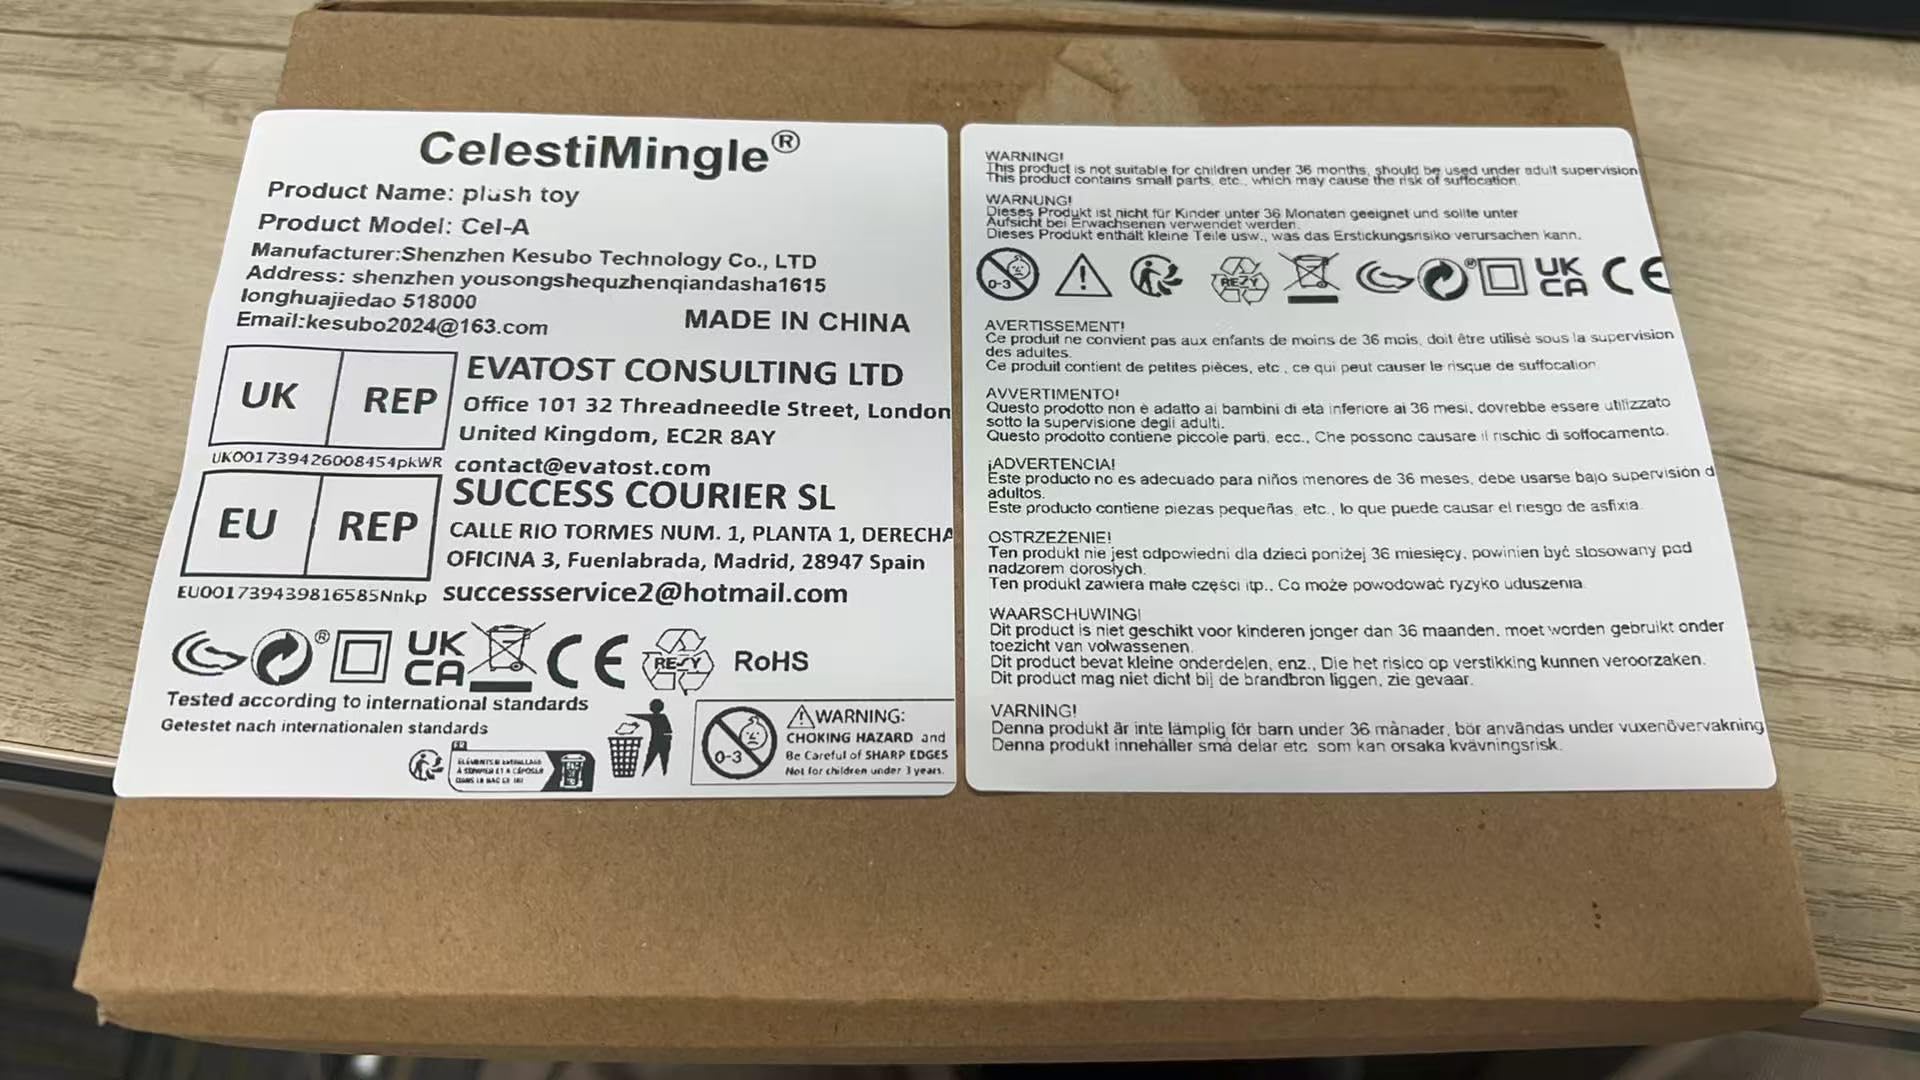 CelestiMingle®
Product Name: plush toy
Product Model: Cel-A
Manufacturer:Shenzhen Kesubo Technology Co., LTD
Address: shenzhen yousongshequzhenqiandasha1615
longhuajiedao 518000
Email:kesubo2024@163.com
MADE IN CHINA
UK REP
EVATOST CONSULTING LTD
Office 101 32 Threadneedle Street, London
United Kingdom, EC2R 8AY
UK001739426008454pkWR
contact@evatost.com
EU REP
SUCCESS COURIER SL
CALLE RIO TORMES NUM. 1, PLANTA 1, DERECHA
OFICINA 3, Fuenlabrada, Madrid, 28947 Spain
EU001739439816585Nnkp
successservice2@hotmail.com
® UK CA CE RESY RoHS
Tested according to international standards
Getestet nach internationalen standards
FR
0-3
WARNING:
CHOKING HAZARD and
Be Careful of SHARP EDGES
Not for children under 3 years.
WARNING!
This product is not suitable for children under 36 months, should be used under adult supervision
This product contains small parts, etc., which may cause the risk of suffocation.
WARNUNG!
Dieses Produkt ist nicht für Kinder unter 36 Monaten geeignet und sollte unter
Aufsicht bei Erwachsenen verwendet werden.
Dieses Produkt enthält kleine Teile usw., was das Erstickungsrisiko verursachen kann.
0-3 REZY ® UK CA CE
AVERTISSEMENT!
Ce produit ne convient pas aux enfants de moins de 36 mois, doit être utilisé sous la supervision
des adultes.
Ce produit contient de petites pièces, etc., ce qui peut causer le risque de suffocation
AVVERTIMENTO!
Questo prodotto non è adatto ai bambini di età inferiore ai 36 mesi, dovrebbe essere utilizzato
sotto la supervisione degli adulti.
Questo prodotto contiene piccole parti, ecc., Che possono causare il rischio di soffocamento.
¡ADVERTENCIA!
Este producto no es adecuado para niños menores de 36 meses, debe usarse bajo supervisión d
adultos.
Este producto contiene piezas pequeñas, etc., lo que puede causar el riesgo de asfixia.
OSTRZEŻENIE!
Ten produkt nie jest odpowiedni dla dzieci poniżej 36 miesięcy, powinien być stosowany pod
nadzorem dorosłych.
Ten produkt zawiera małe części itp., Co może powodować ryzyko uduszenia.
WAARSCHUWING!
Dit product is niet geschikt voor kinderen jonger dan 36 maanden, moet worden gebruikt onder
toezicht van volwassenen.
Dit product bevat kleine onderdelen, enz., Die het risico op verstikking kunnen veroorzaken.
Dit product mag niet dicht bij de brandbron liggen, zie gevaar.
VARNING!
Denna produkt är inte lämplig för barn under 36 månader, bör användas under vuxenövervakning
Denna produkt innehåller små delar etc. som kan orsaka kvävningsrisk.